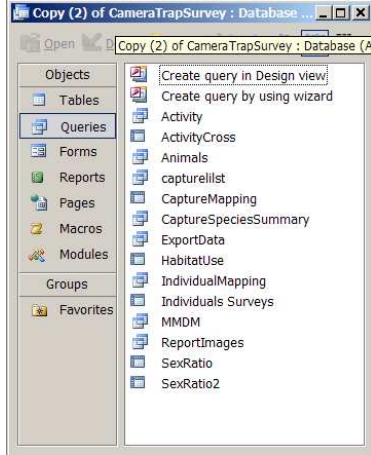 Copy (2) of CameraTrapSurvey : Database ...
Open D
Copy (2) of CameraTrapSurvey : Database (A
Objects
Tables
Queries
Forms
Reports
Pages
Macros
Modules
Groups
Favorites
Create query in Design view
Create query by using wizard
Activity
ActivityCross
Animals
capturelilst
CaptureMapping
CaptureSpeciesSummary
ExportData
HabitatUse
IndividualMapping
Individuals Surveys
MMDM
ReportImages
SexRatio
SexRatio2